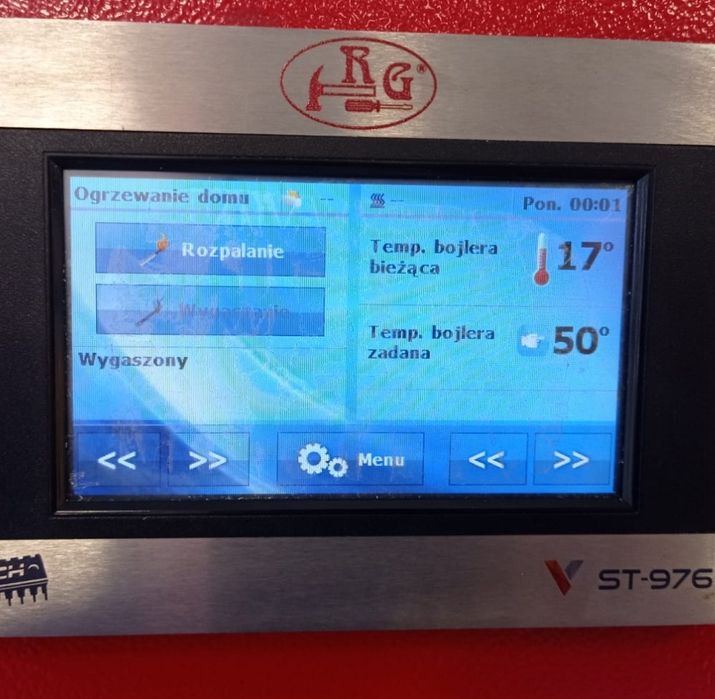 RG®
Ogrzewanie domu --
-- Pon. 00:01
Rozpalanie
Wygaszanie
Wygaszony
Temp. bojlera
bieżąca
17°
Temp. bojlera
zadana
50°
<< >> Menu << >>
ST-976